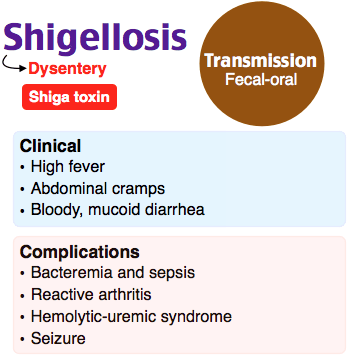 Shigellosis
Dysentery
Shiga toxin
Transmission
Fecal-oral
Clinical
• High fever
• Abdominal cramps
• Bloody, mucoid diarrhea
Complications
• Bacteremia and sepsis
• Reactive arthritis
• Hemolytic-uremic syndrome
• Seizure